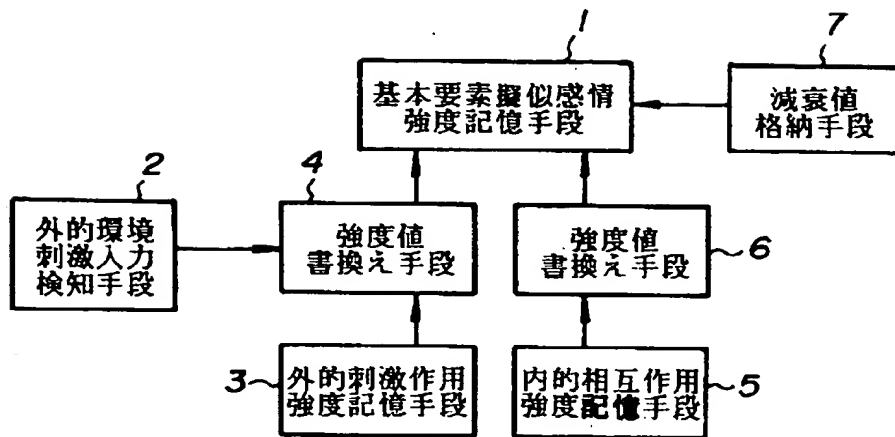 1
7
基本要素擬似感情
強度記憶手段
減衰値
格納手段
2
4
外的環境
刺激入力
検知手段
強度値
書換え手段
強度値
書換え手段
6
3
外的刺激作用
強度記憶手段
内的相互作用
強度記憶手段
5